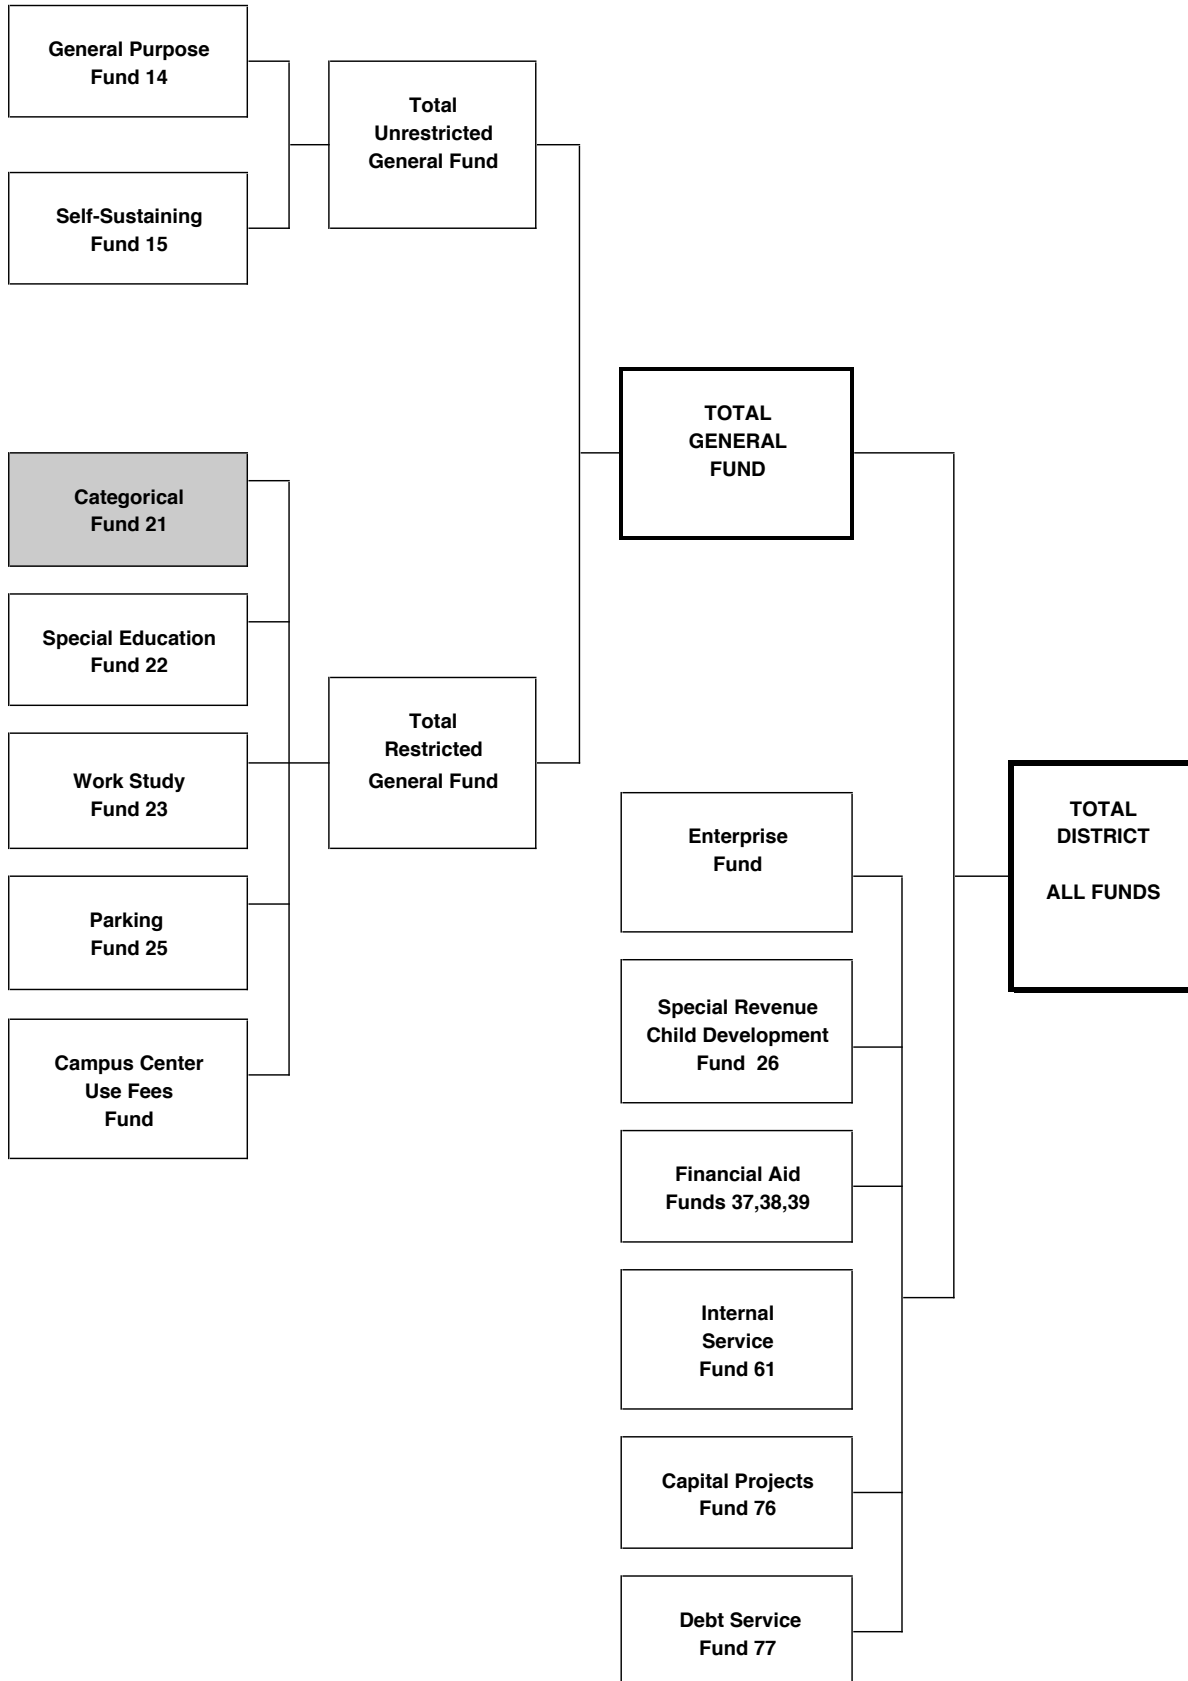 General Purpose
Fund 14
Total
Unrestricted
General Fund
Self-Sustaining
Fund 15
TOTAL
GENERAL
FUND
Categorical
Fund 21
Special Education
Fund 22
Total
Restricted
General Fund
Work Study
Fund 23
Parking
Fund 25
Campus Center
Use Fees
Fund
Enterprise
Fund
TOTAL
DISTRICT
ALL FUNDS
Special Revenue
Child Development
Fund  26
Financial Aid
Funds 37,38,39
Internal
Service
Fund 61
Capital Projects
Fund 76
Debt Service
Fund 77